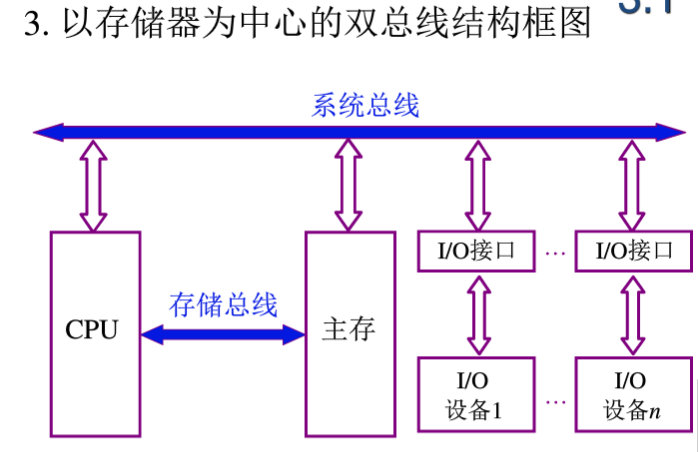 3. 以存储器为中心的双总线结构框图
系统总线
I/O接口 … I/O接口
存储总线
CPU
主存
I/O
设备1
…
I/O
设备n